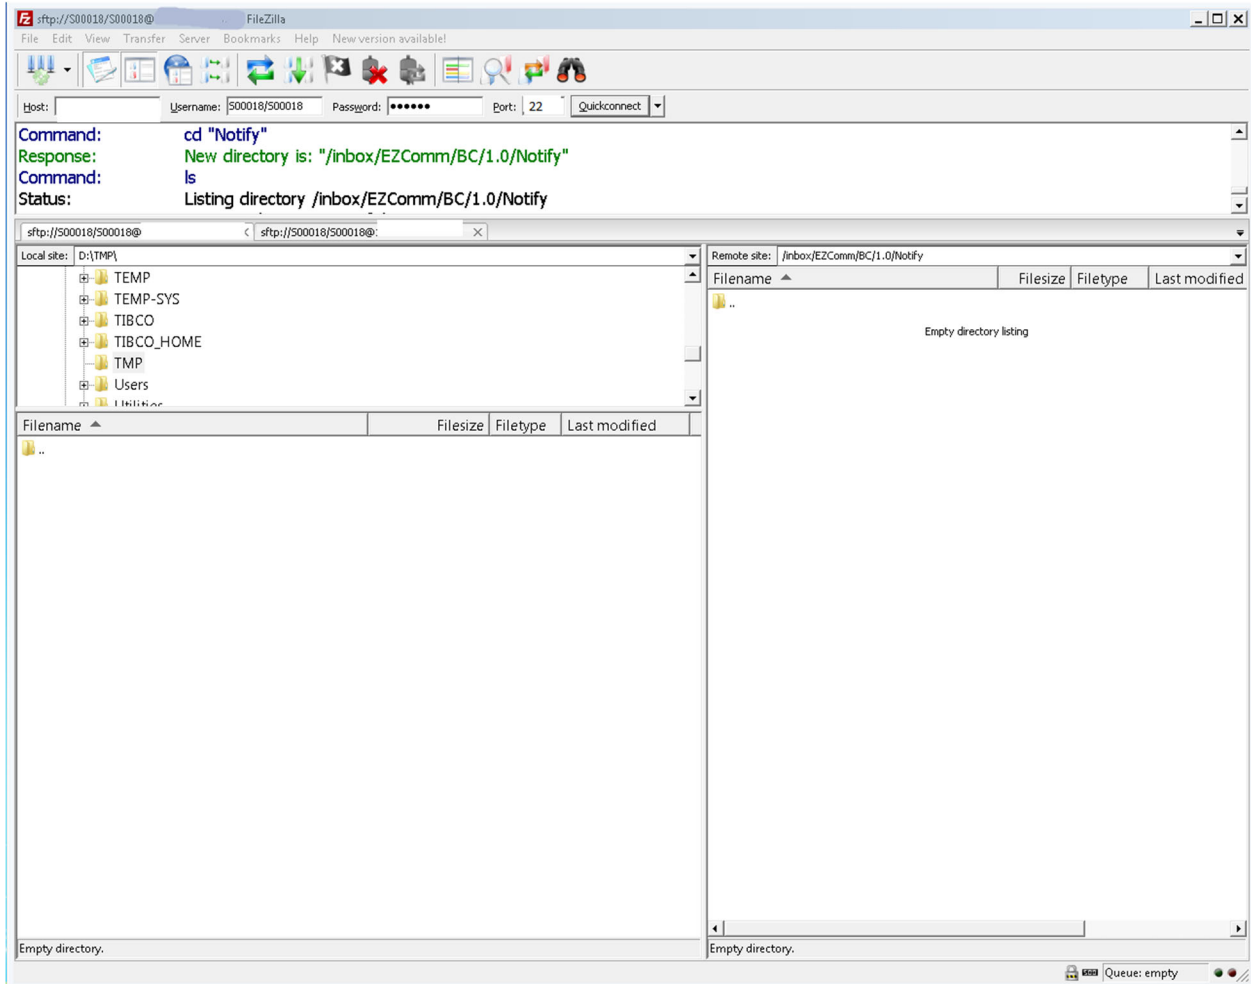 sftp://S00018/S00018@ FileZilla
File Edit View Transfer Server Bookmarks Help New version available!
Host: Username: S00018/S00018 Password: ●●●●●● Port: 22 Quickconnect
Command: cd "Notify"
Response: New directory is: "/inbox/EZComm/BC/1.0/Notify"
Command: ls
Status: Listing directory /inbox/EZComm/BC/1.0/Notify
sftp://S00018/S00018@ sftp://S00018/S00018@:
Local site: D:\TMP\
TEMP
TEMP-SYS
TIBCO
TIBCO_HOME
TMP
Users
Utilities
Filename Filesize Filetype Last modified
..
Empty directory.
Remote site: /inbox/EZComm/BC/1.0/Notify
Filename Filesize Filetype Last modified
..
Empty directory listing
Empty directory.
Queue: empty